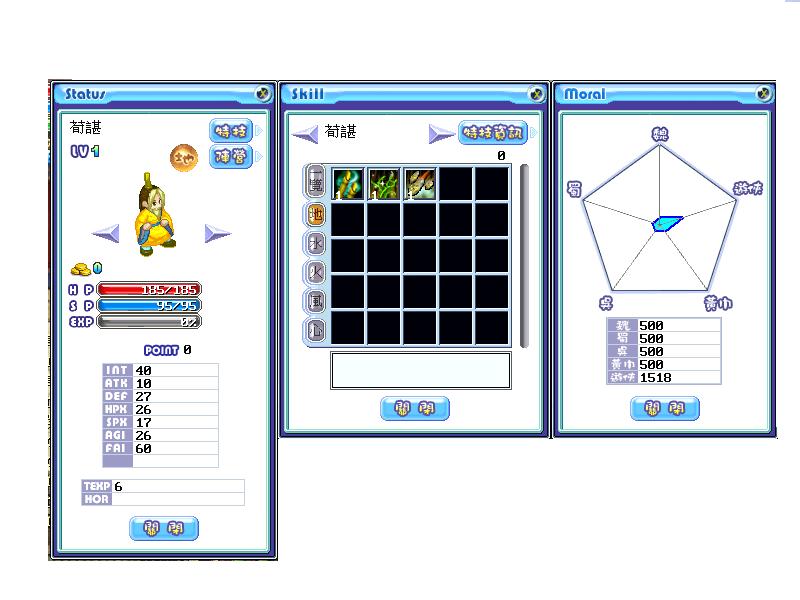 Status
荀諶
LV 1
特技
地
陣營
0
H P 185/185
S P 95/95
EXP 0%
POINT 0
INT 40
ATK 10
DEF 27
HPX 26
SPX 17
AGI 26
FAI 60
TEXP 6
HOR
關 閉
Skill
荀諶
特技資訊
0
一覽
地
水
火
風
心
1 1 1
關 閉
Moral
魏
蜀
遊俠
吳
黃巾
魏 500
蜀 500
吳 500
黃巾 500
遊俠 1518
關 閉